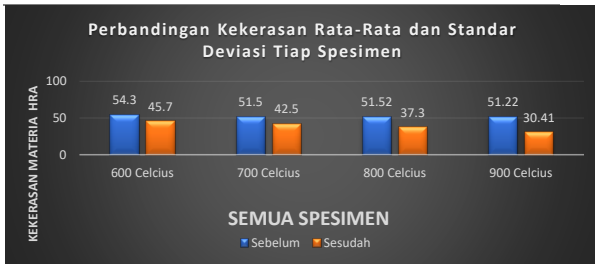 Perbandingan Kekerasan Rata-Rata dan Standar
Deviasi Tiap Spesimen
KEKERASAN MATERIA HRA
100
50
0
54.3
45.7
51.5
42.5
51.52
37.3
51.22
30.41
600 Celcius
700 Celcius
800 Celcius
900 Celcius
SEMUA SPESIMEN
Sebelum
Sesudah